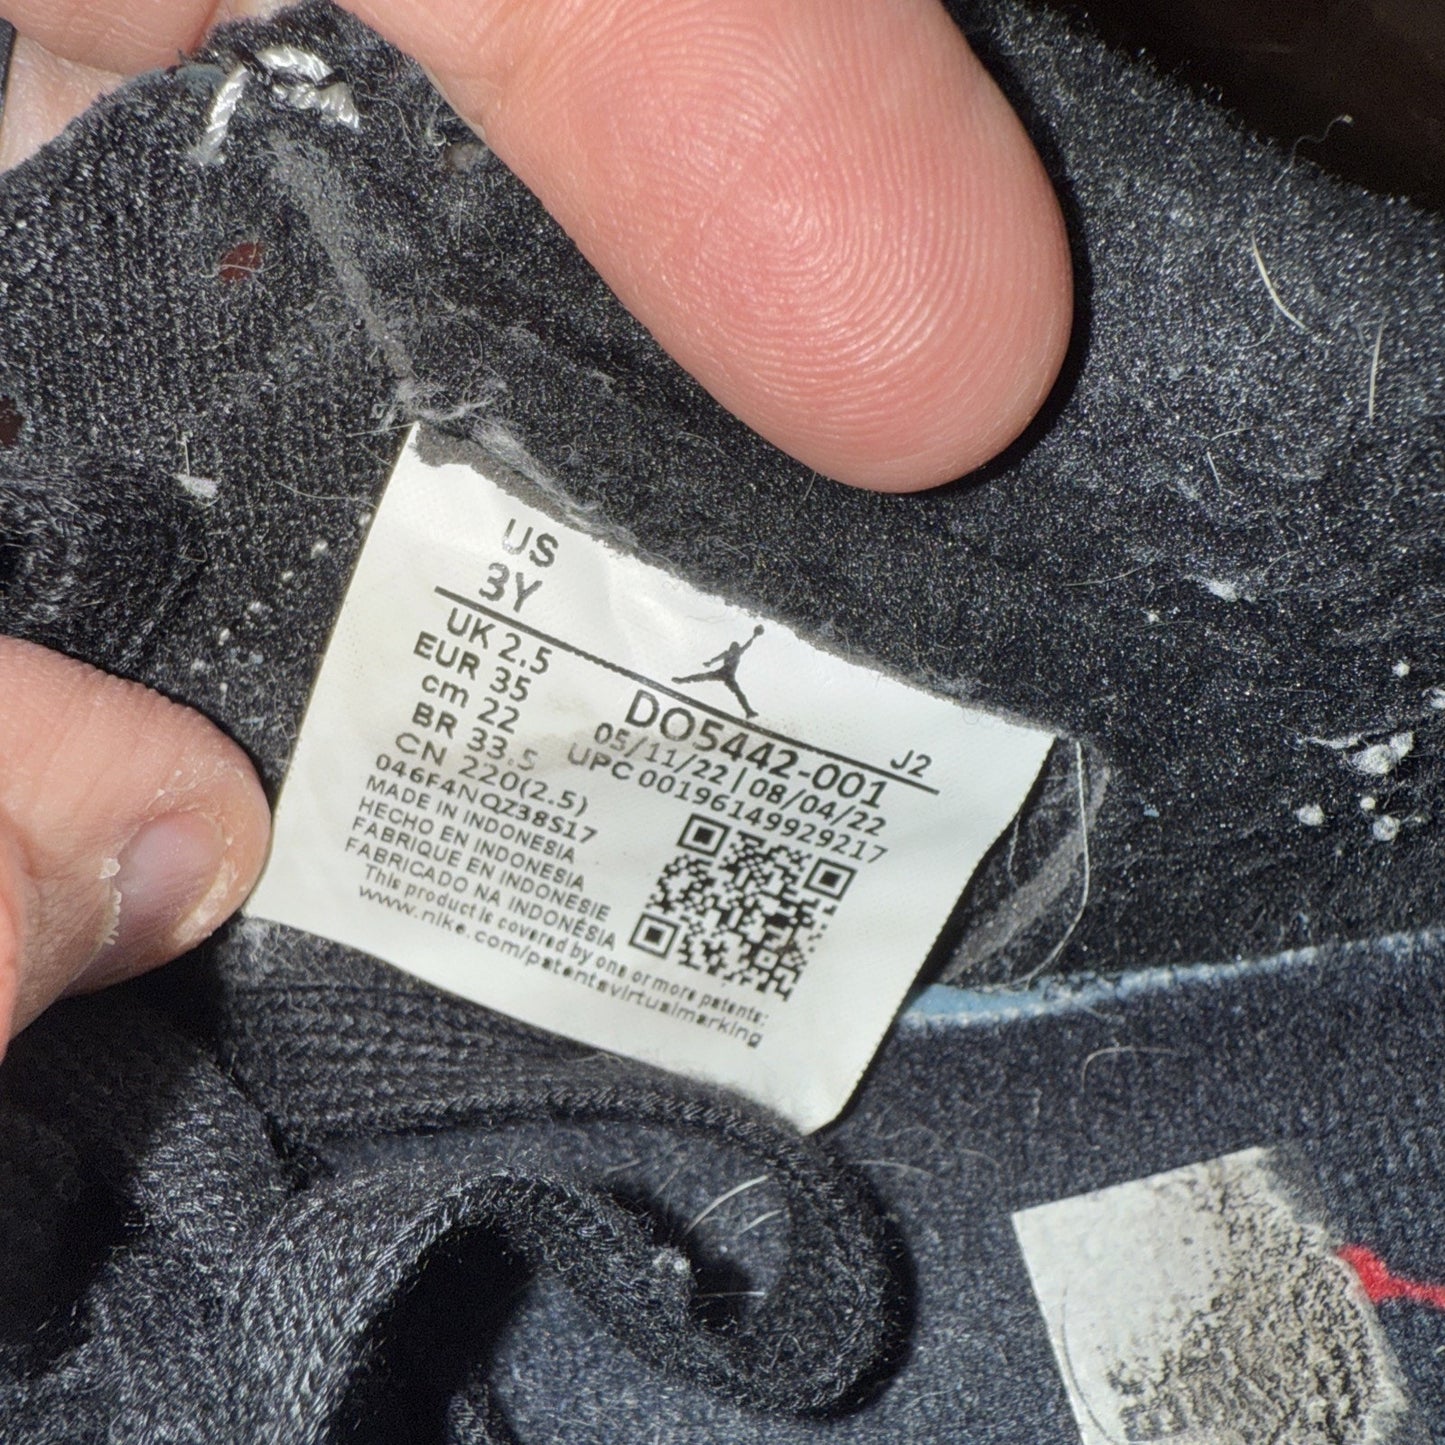 US
3Y
UK 2.5
EUR 35
cm 22
BR 33.5
CN 220(2.5)
J2
DO5442-001
05/11/22 | 08/04/22
UPC 00196149929217
046F4NQZ38S17
MADE IN INDONESIA
HECHO EN INDONESIA
FABRIQUE EN INDONESIE
FABRICADO NA INDONÉSIA
This product is covered by one or more patents:
www.nike.com/patentsvirtualmarking